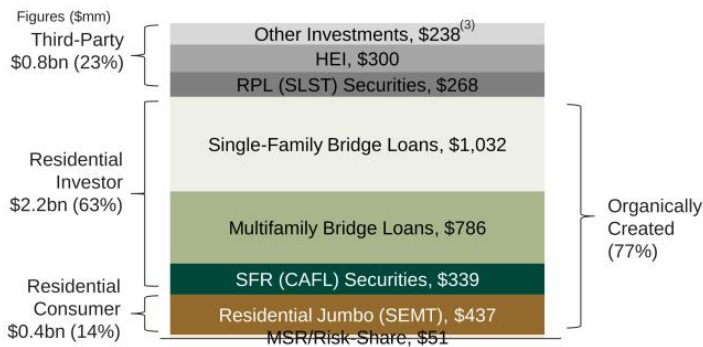 Figures ($mm)
Third-Party
$0.8bn (23%)
Other Investments, $238(3)
HEI, $300
RPL (SLST) Securities, $268
Single-Family Bridge Loans, $1,032
Residential
Investor
$2.2bn (63%)
Multifamily Bridge Loans, $786
Organically
Created
(77%)
SFR (CAFL) Securities, $339
Residential
Consumer
$0.4bn (14%)
Residential Jumbo (SEMT), $437
MSR/Risk-Share, $51